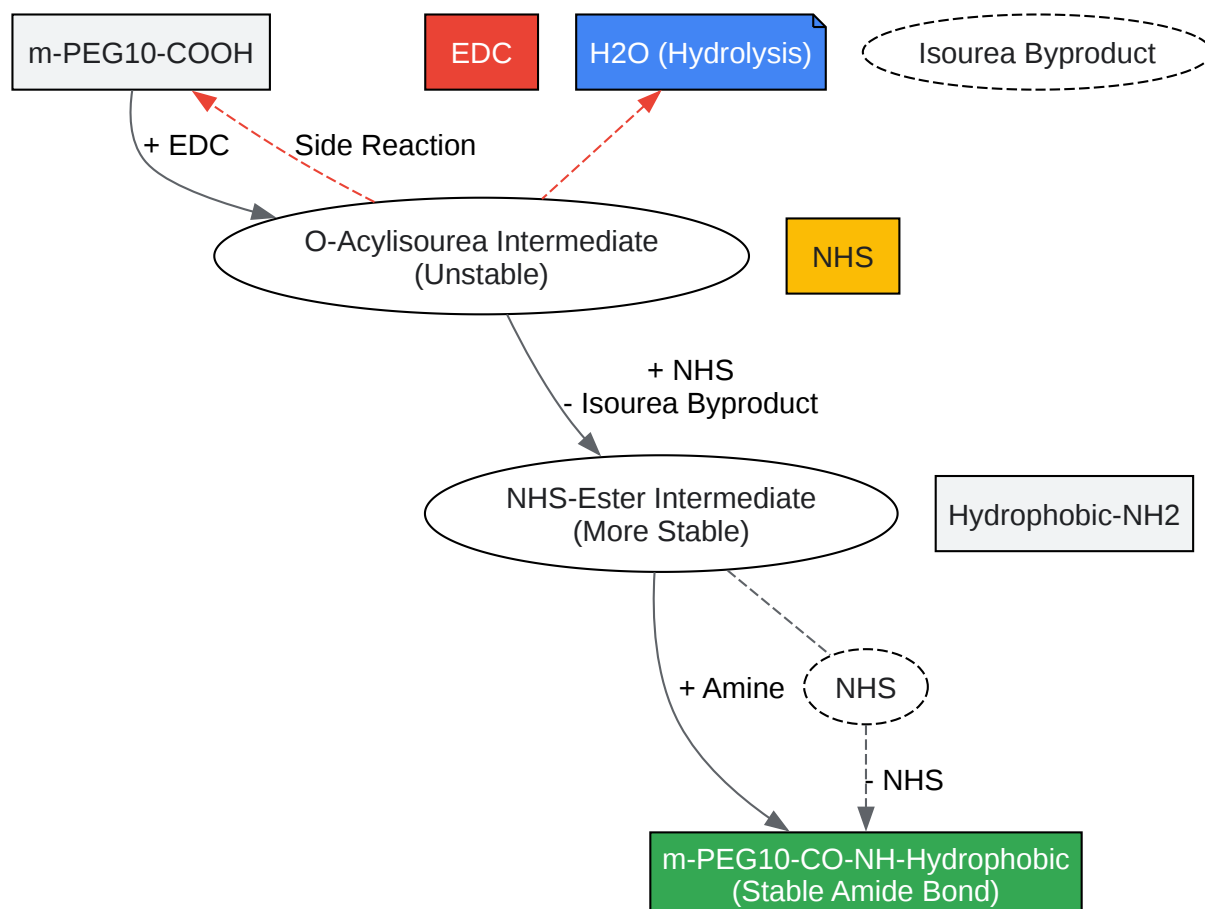 m-PEG10-COOH
EDC
H2O (Hydrolysis)
Isourea Byproduct
+ EDC
Side Reaction
O-Acylisourea Intermediate
(Unstable)
NHS
+ NHS
- Isourea Byproduct
NHS-Ester Intermediate
(More Stable)
Hydrophobic-NH2
+ Amine
NHS
- NHS
m-PEG10-CO-NH-Hydrophobic
(Stable Amide Bond)